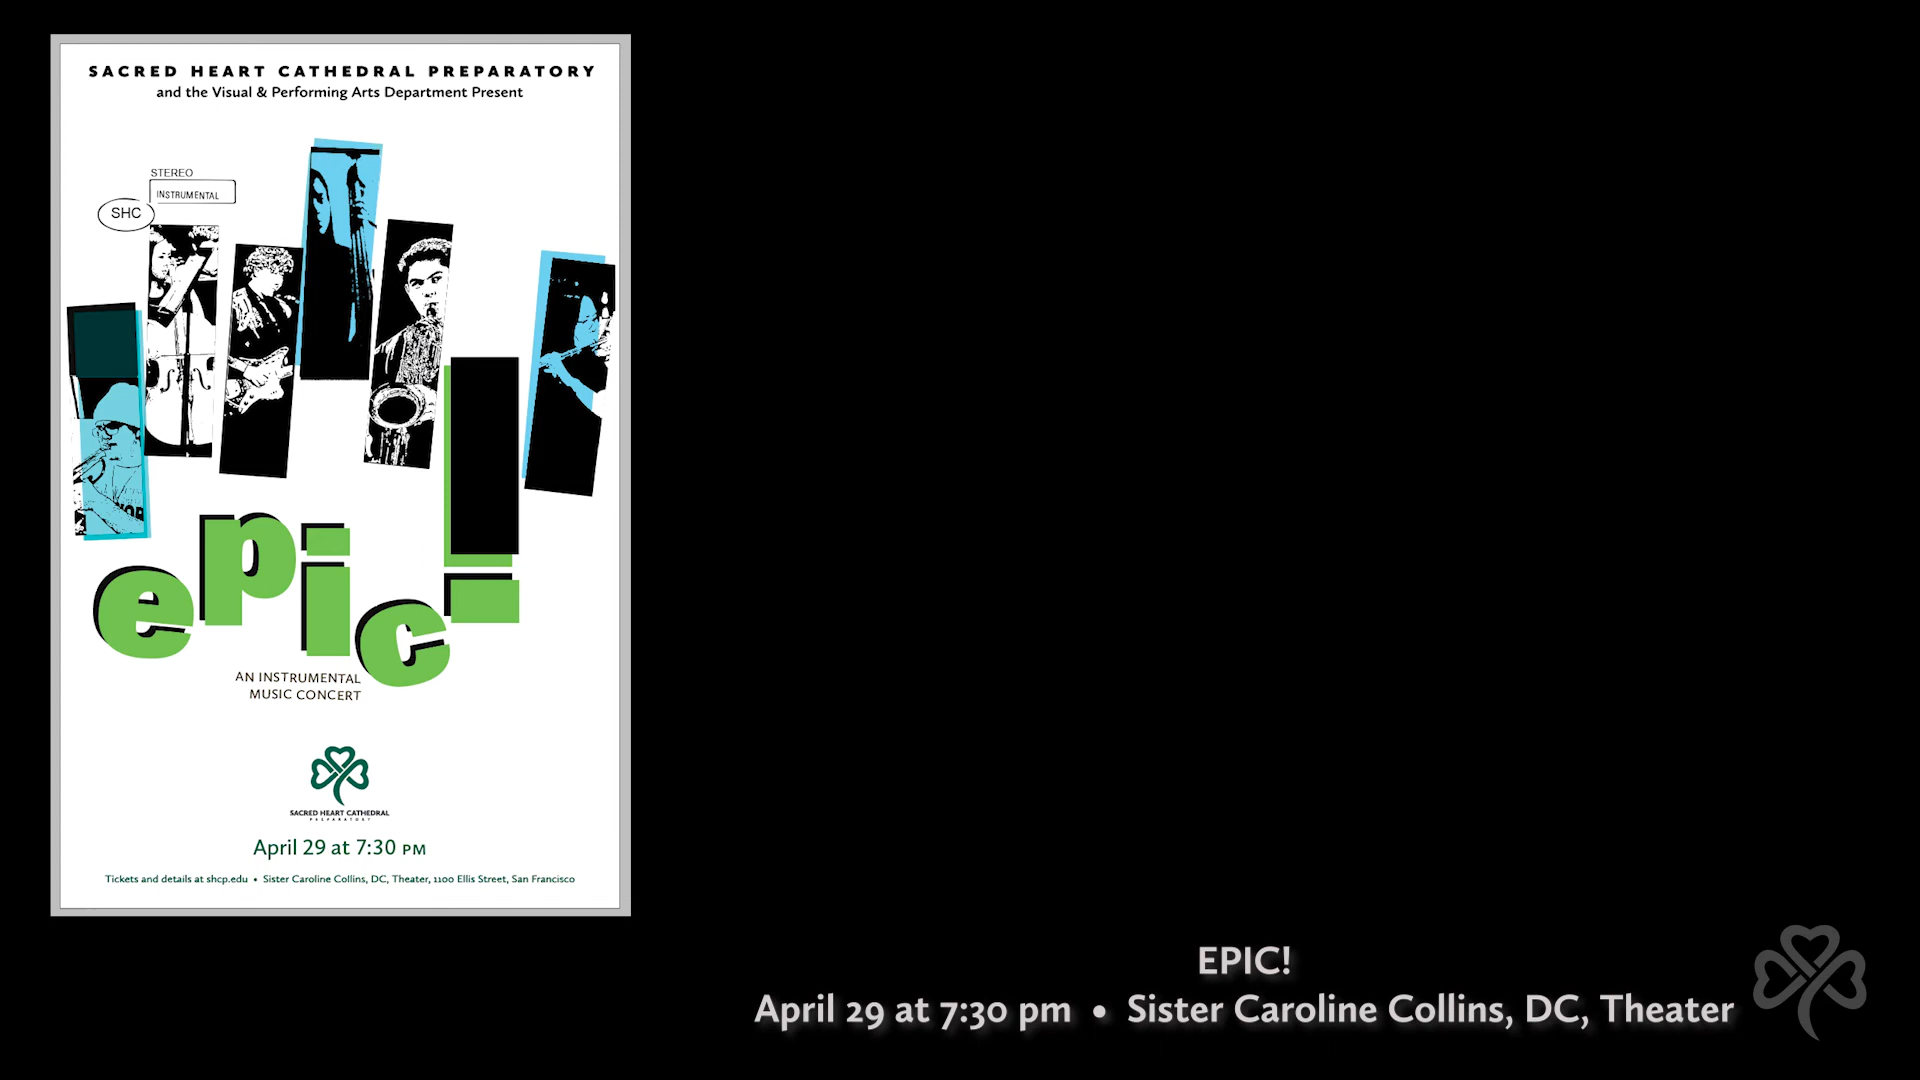 SACRED HEART CATHEDRAL PREPARATORY
and the Visual & Performing Arts Department Present
STEREO
INSTRUMENTAL
SHC
epic!
AN INSTRUMENTAL
MUSIC CONCERT
SACRED HEART CATHEDRAL
PREPARATORY
April 29 at 7:30 PM
Tickets and details at shcp.edu • Sister Caroline Collins, DC, Theater, 1100 Ellis Street, San Francisco
EPIC!
April 29 at 7:30 pm • Sister Caroline Collins, DC, Theater